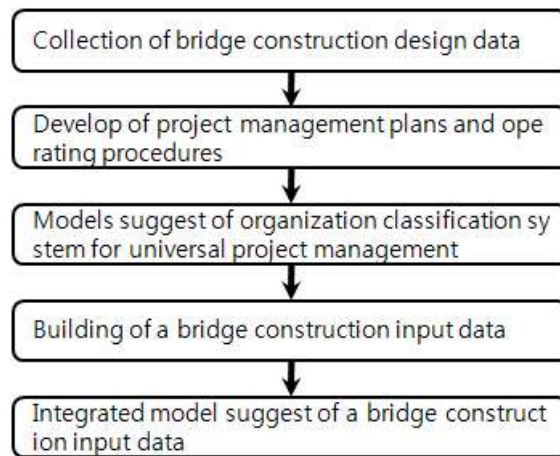 Collection of bridge construction design data
Develop of project management plans and ope
rating procedures
Models suggest of organization classification sy
stem for universal project management
Building of a bridge construction input data
Integrated model suggest of a bridge construct
ion input data